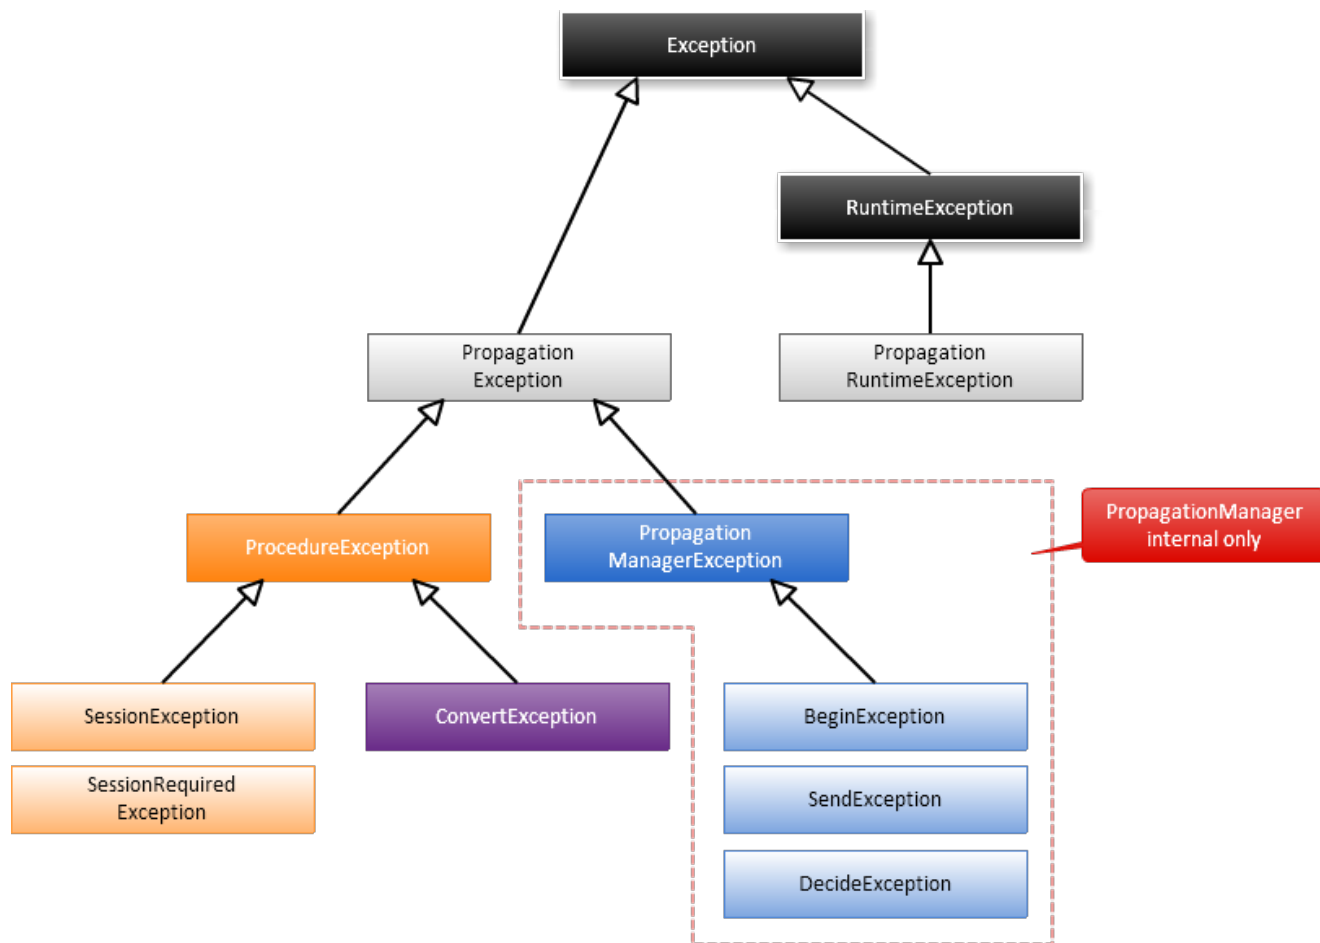 Exception
RuntimeException
Propagation
Exception
Propagation
RuntimeException
PropagationManager
internal only
ProcedureException
Propagation
ManagerException
SessionException
ConvertException
BeginException
SessionRequired
Exception
SendException
DecideException